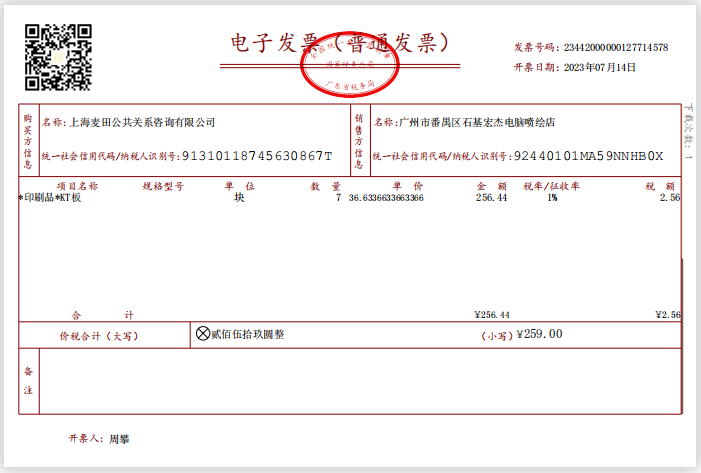 电子发票（普通发票）
全国统一发票监制章
国家税务总局
广东省税务局
发票号码：23442000000127714578
开票日期：2023年07月14日
下载次数：1
购买方信息
名称：上海麦田公共关系咨询有限公司
统一社会信用代码/纳税人识别号：91310118745630867T
销售方信息
名称：广州市番禺区石基宏杰电脑喷绘店
统一社会信用代码/纳税人识别号：92440101MA59NNHB0X
项目名称 规格型号 单 位 数 量 单 价 金 额 税率/征收率 税 额
*印刷品*KT板 块 7 36.6336633663366 256.44 1% 2.56
合 计 ¥256.44 ¥2.56
价税合计（大写） ⊗贰佰伍拾玖圆整 （小写）¥259.00
备注
开票人：周攀